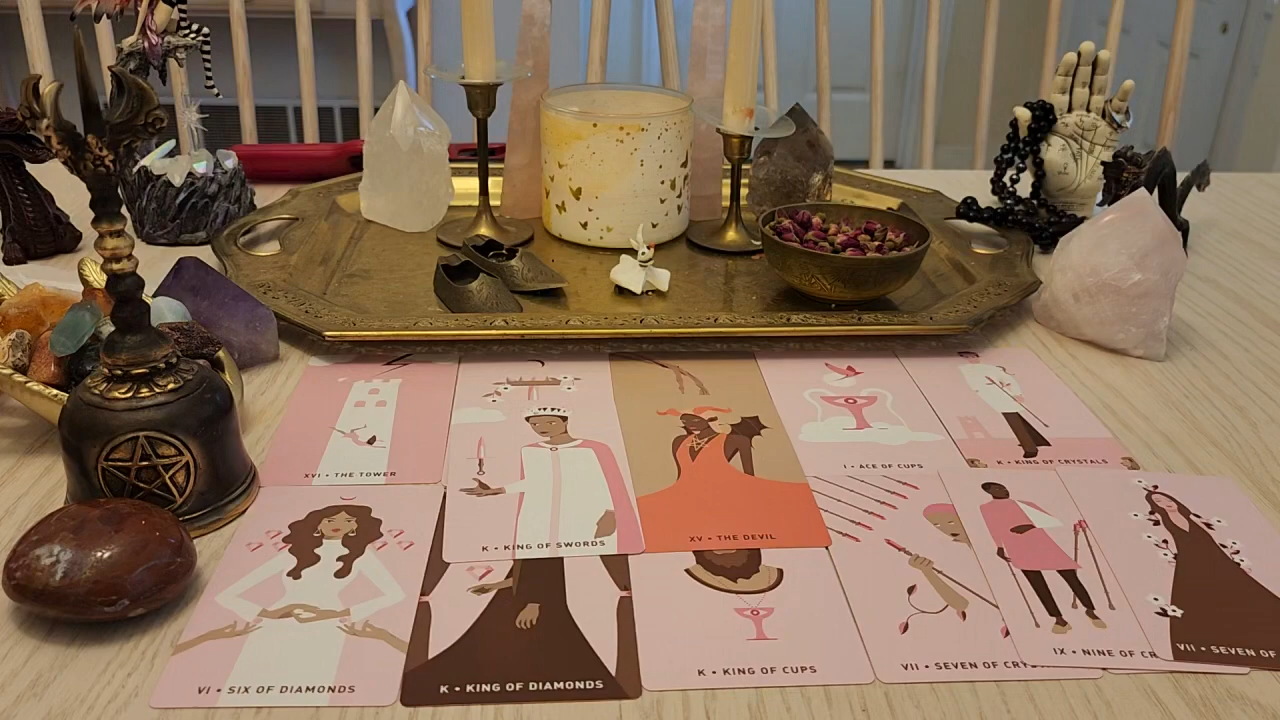 XVI • THE TOWER
K • KING OF SWORDS
XV • THE DEVIL
I • ACE OF CUPS
K • KING OF CRYSTALS
VI • SIX OF DIAMONDS
K • KING OF DIAMONDS
K • KING OF CUPS
VII • SEVEN OF CRY
IX • NINE OF CR
VII • SEVEN OF